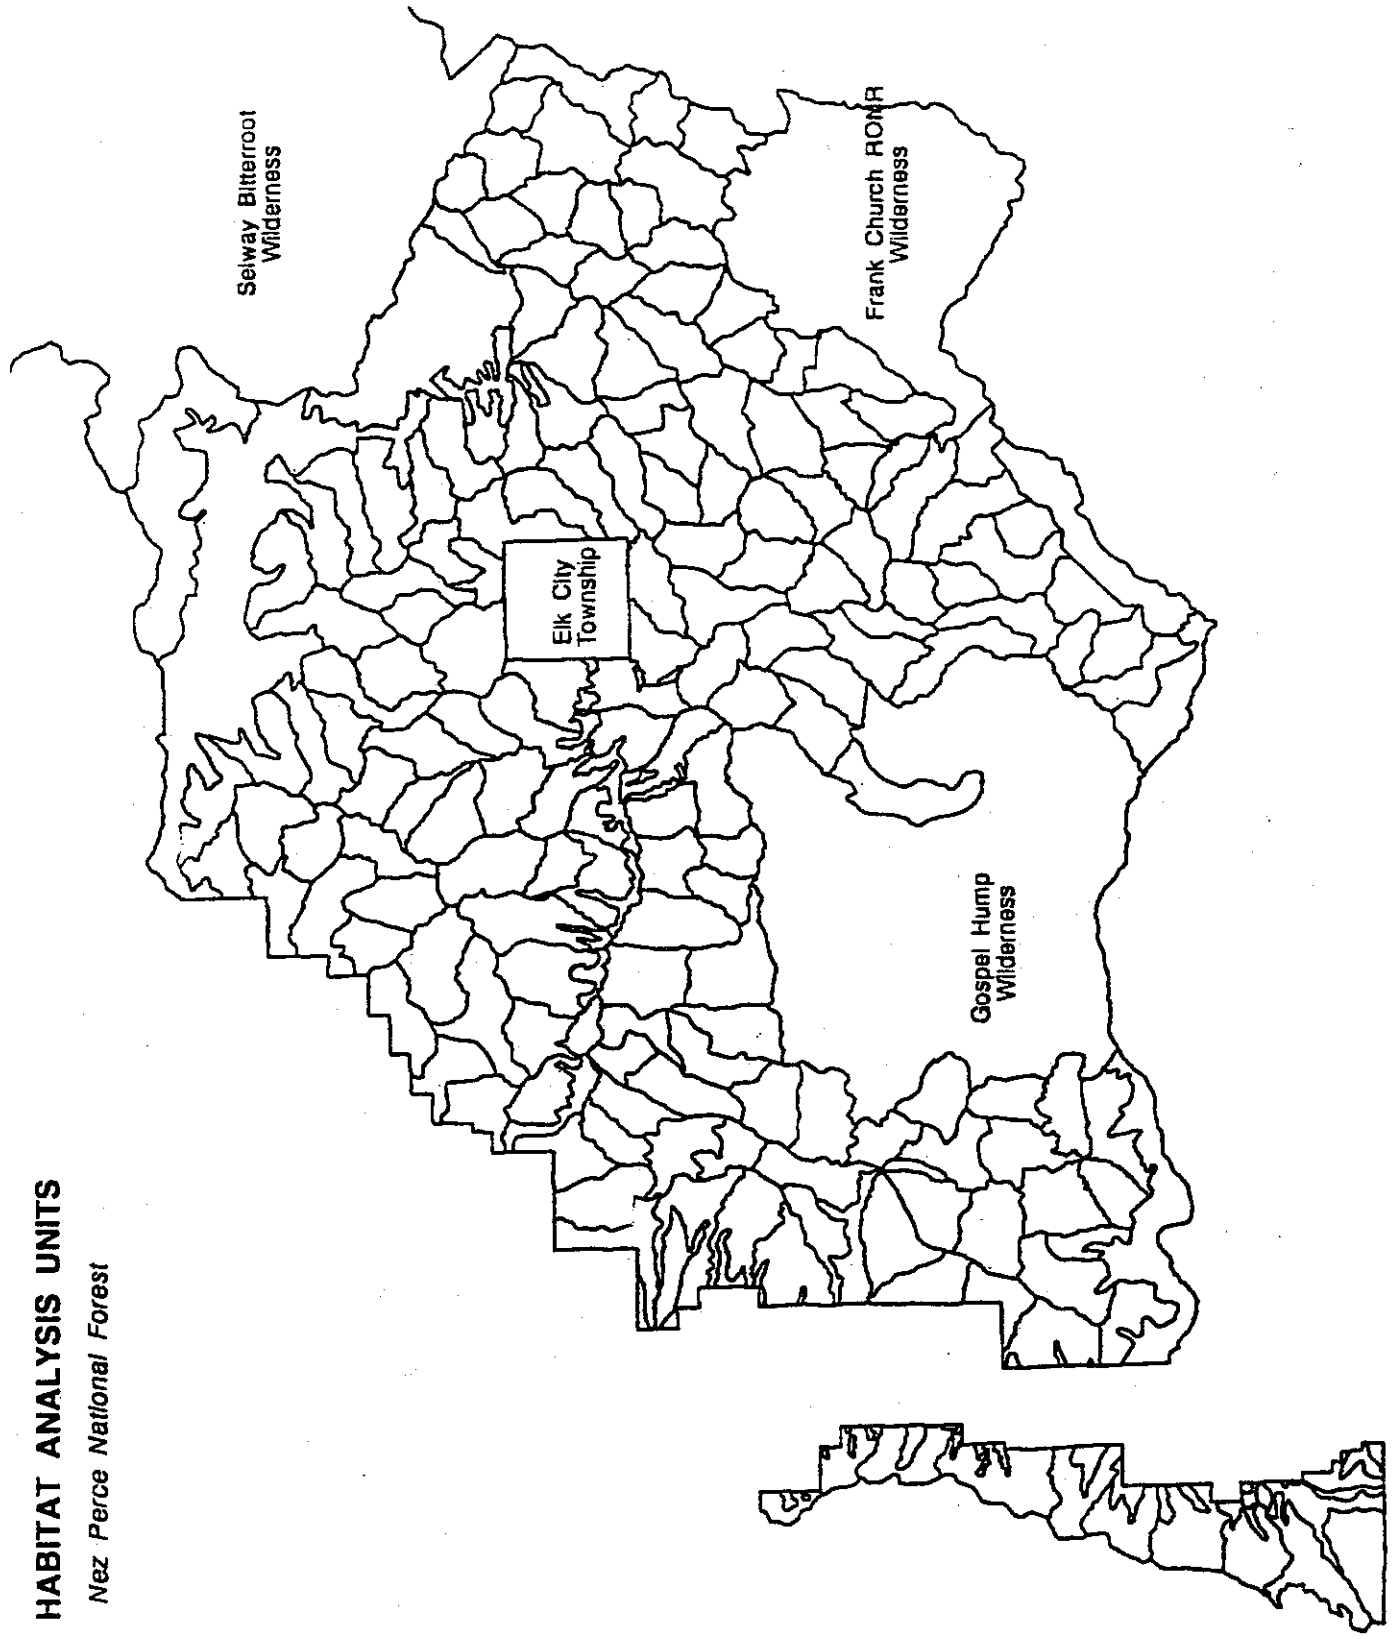 HABITAT ANALYSIS UNITS
Nez Perce National Forest
Selway Bitterroot
Wilderness
Elk City
Township
Frank Church RONR
Wilderness
Gospel Hump
Wilderness